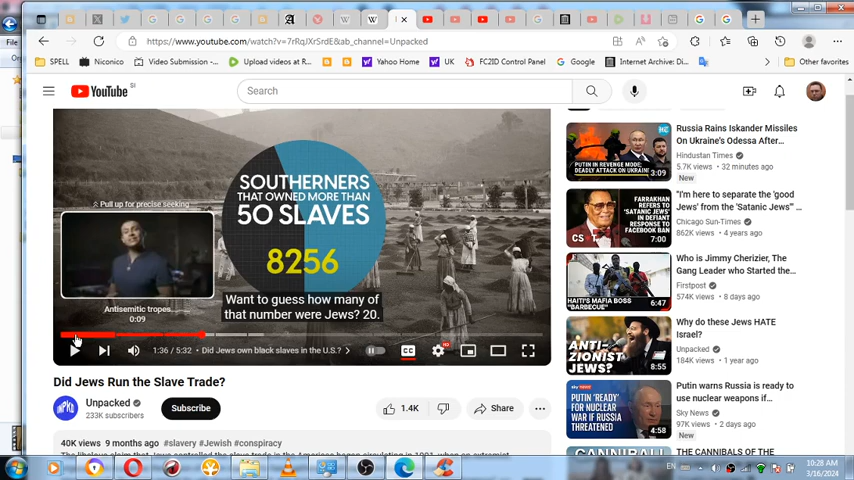 https://www.youtube.com/watch?v=7rRqJXrSrdE&ab_channel=Unpacked
SPELL
Niconico
Video Submission -...
Upload videos at R...
Yahoo Home
UK
FC2ID Control Panel
Google
Internet Archive: Di...
Other favorites
YouTube SI
Search
SOUTHERNERS
THAT OWNED MORE THAN
50 SLAVES
8256
Pull up for precise seeking
Want to guess how many of
that number were Jews? 20.
Antisemitic tropes
0:09
1:36 / 5:32 • Did Jews own black slaves in the U.S.?
CC
HD
Did Jews Run the Slave Trade?
UNPKD
Unpacked
233K subscribers
Subscribe
1.4K
Share
40K views 9 months ago #slavery #Jewish #conspiracy
PUTIN IN REVENGE MODE;
DEADLY ATTACK ON UKRAINE
3:09
Russia Rains Iskander Missiles
On Ukraine's Odessa After...
Hindustan Times
5.7K views • 32 minutes ago
New
FARRAKHAN
REFERS TO
'SATANIC JEWS'
IN DEFIANT
RESPONSE TO
FACEBOOK BAN
CS
7:00
"I'm here to separate the 'good
Jews' from the 'Satanic Jews'"...
Chicago Sun-Times
862K views • 4 years ago
HAITI'S MAFIA BOSS
"BARBECUE"
6:47
Who is Jimmy Cherizier, The
Gang Leader who Started the...
Firstpost
574K views • 8 days ago
ANTI-
ZIONIST
JEWS?
8:55
Why do these Jews HATE
Israel?
Unpacked
184K views • 1 year ago
sky news
PUTIN 'READY'
FOR NUCLEAR
WAR IF RUSSIA
THREATENED
4:58
Putin warns Russia is ready to
use nuclear weapons if...
Sky News
97K views • 2 days ago
New
THE CANNIBALS OF THE
CANNIBAL
EN
10:28 AM
3/16/2024